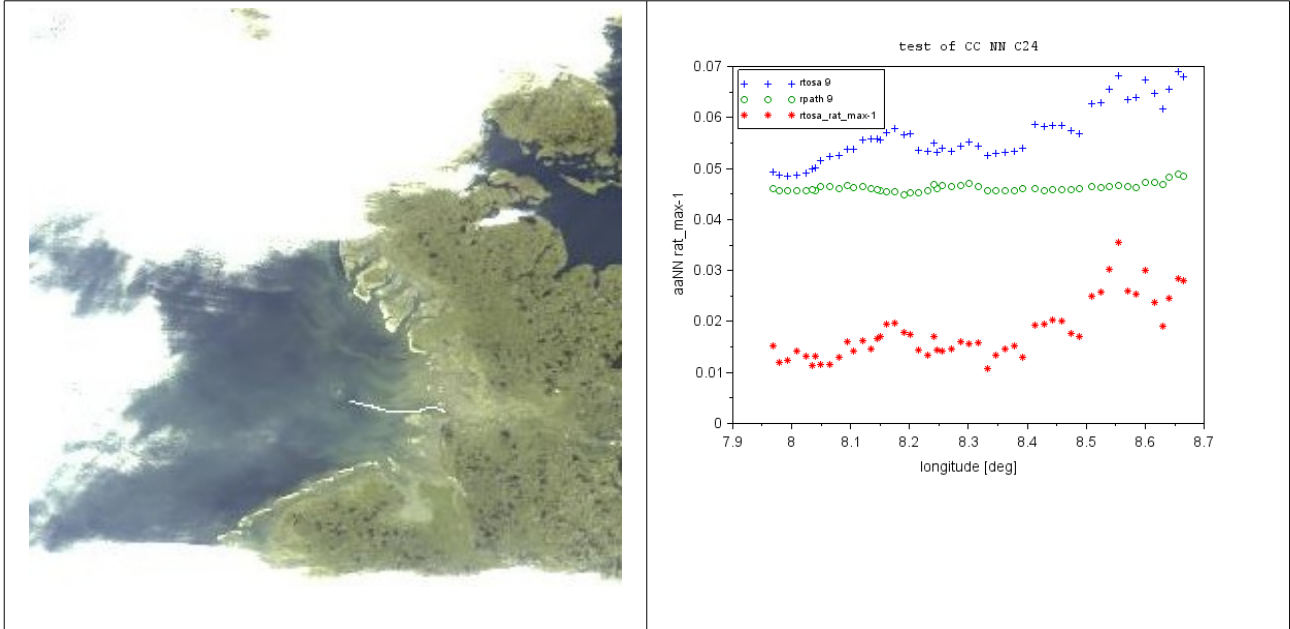 test of CC NN C24
0.07
rtosa 9
rpath 9
rtosa_rat_max-1
0.06
0.05
0.04
aaNN rat_max-1
0.03
0.02
0.01
0
7.9 8 8.1 8.2 8.3 8.4 8.5 8.6 8.7
longitude [deg]